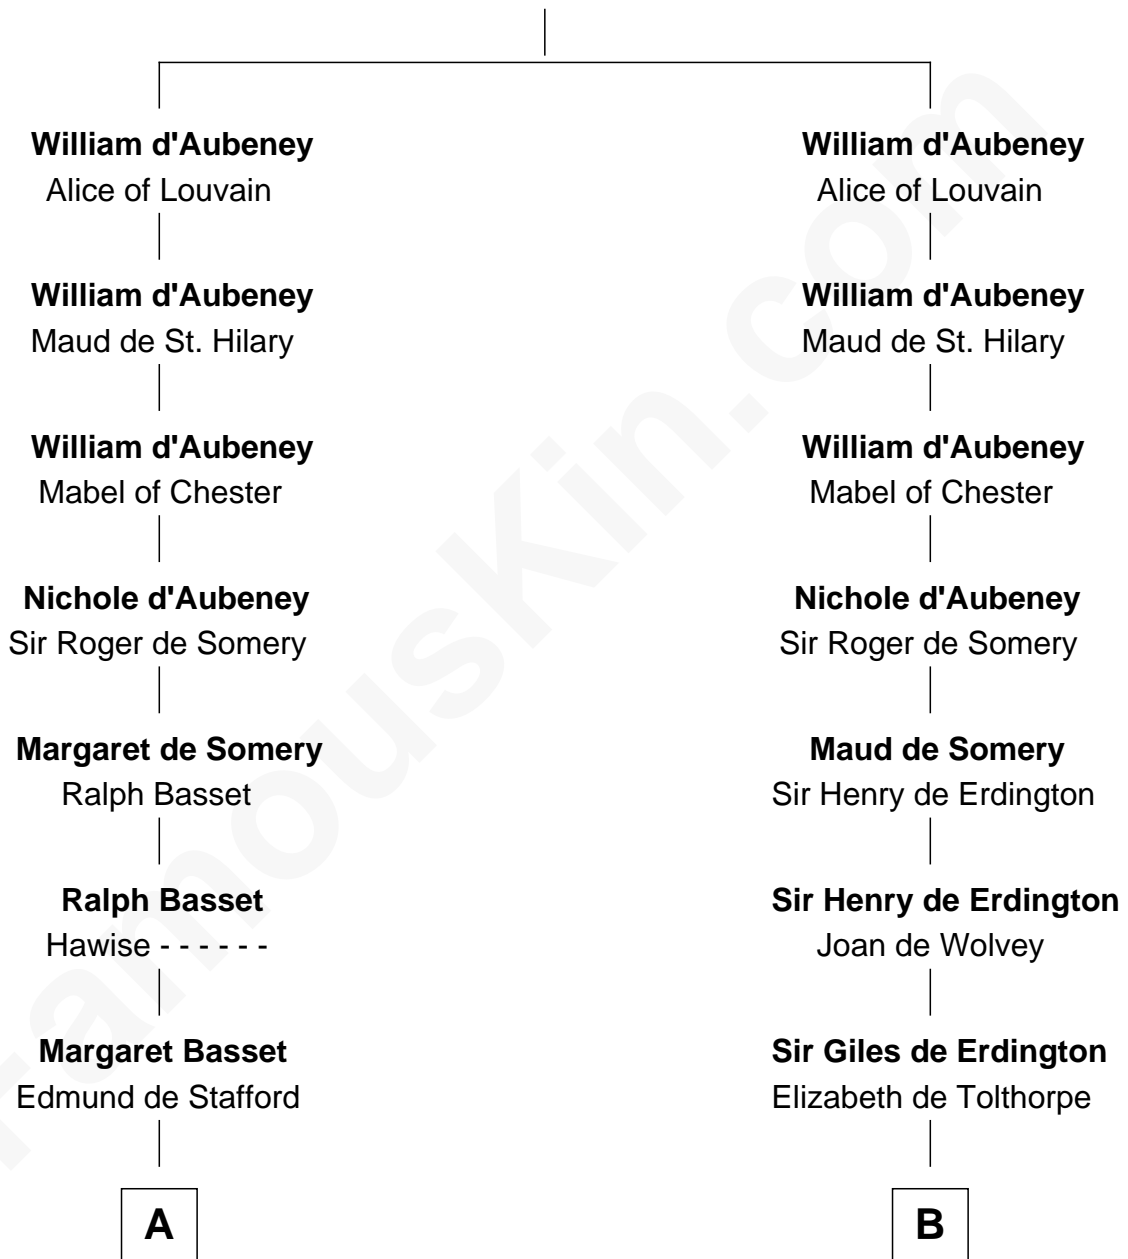 William d'Aubeney
Alice of Louvain
William d'Aubeney
Maud de St. Hilary
William d'Aubeney
Mabel of Chester
Nichole d'Aubeney
Sir Roger de Somery
Margaret de Somery
Ralph Basset
Ralph Basset
Hawise - - - - - -
Margaret Basset
Edmund de Stafford
A
William d'Aubeney
Alice of Louvain
William d'Aubeney
Maud de St. Hilary
William d'Aubeney
Mabel of Chester
Nichole d'Aubeney
Sir Roger de Somery
Maud de Somery
Sir Henry de Erdington
Sir Henry de Erdington
Joan de Wolvey
Sir Giles de Erdington
Elizabeth de Tolthorpe
B
FamousKin.com